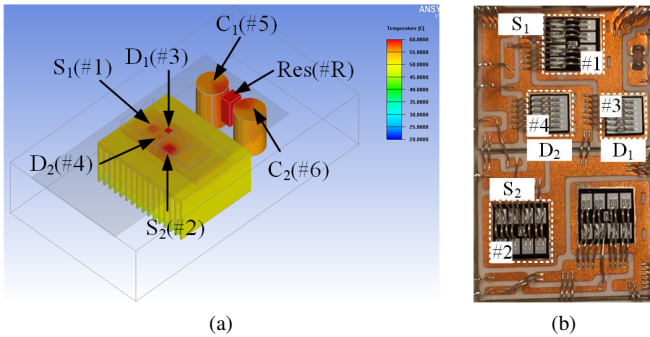 ANSY
C₁(#5)
D₁(#3)
S₁(#1)
Res(#R)
Temperature [C]
60.0000
55.0000
50.0000
45.0000
40.0000
35.0000
30.0000
25.0000
20.0000
D₂(#4)
C₂(#6)
S₂(#2)
(a)
S₁
#1
#4
#3
D₂
D₁
S₂
#2
(b)